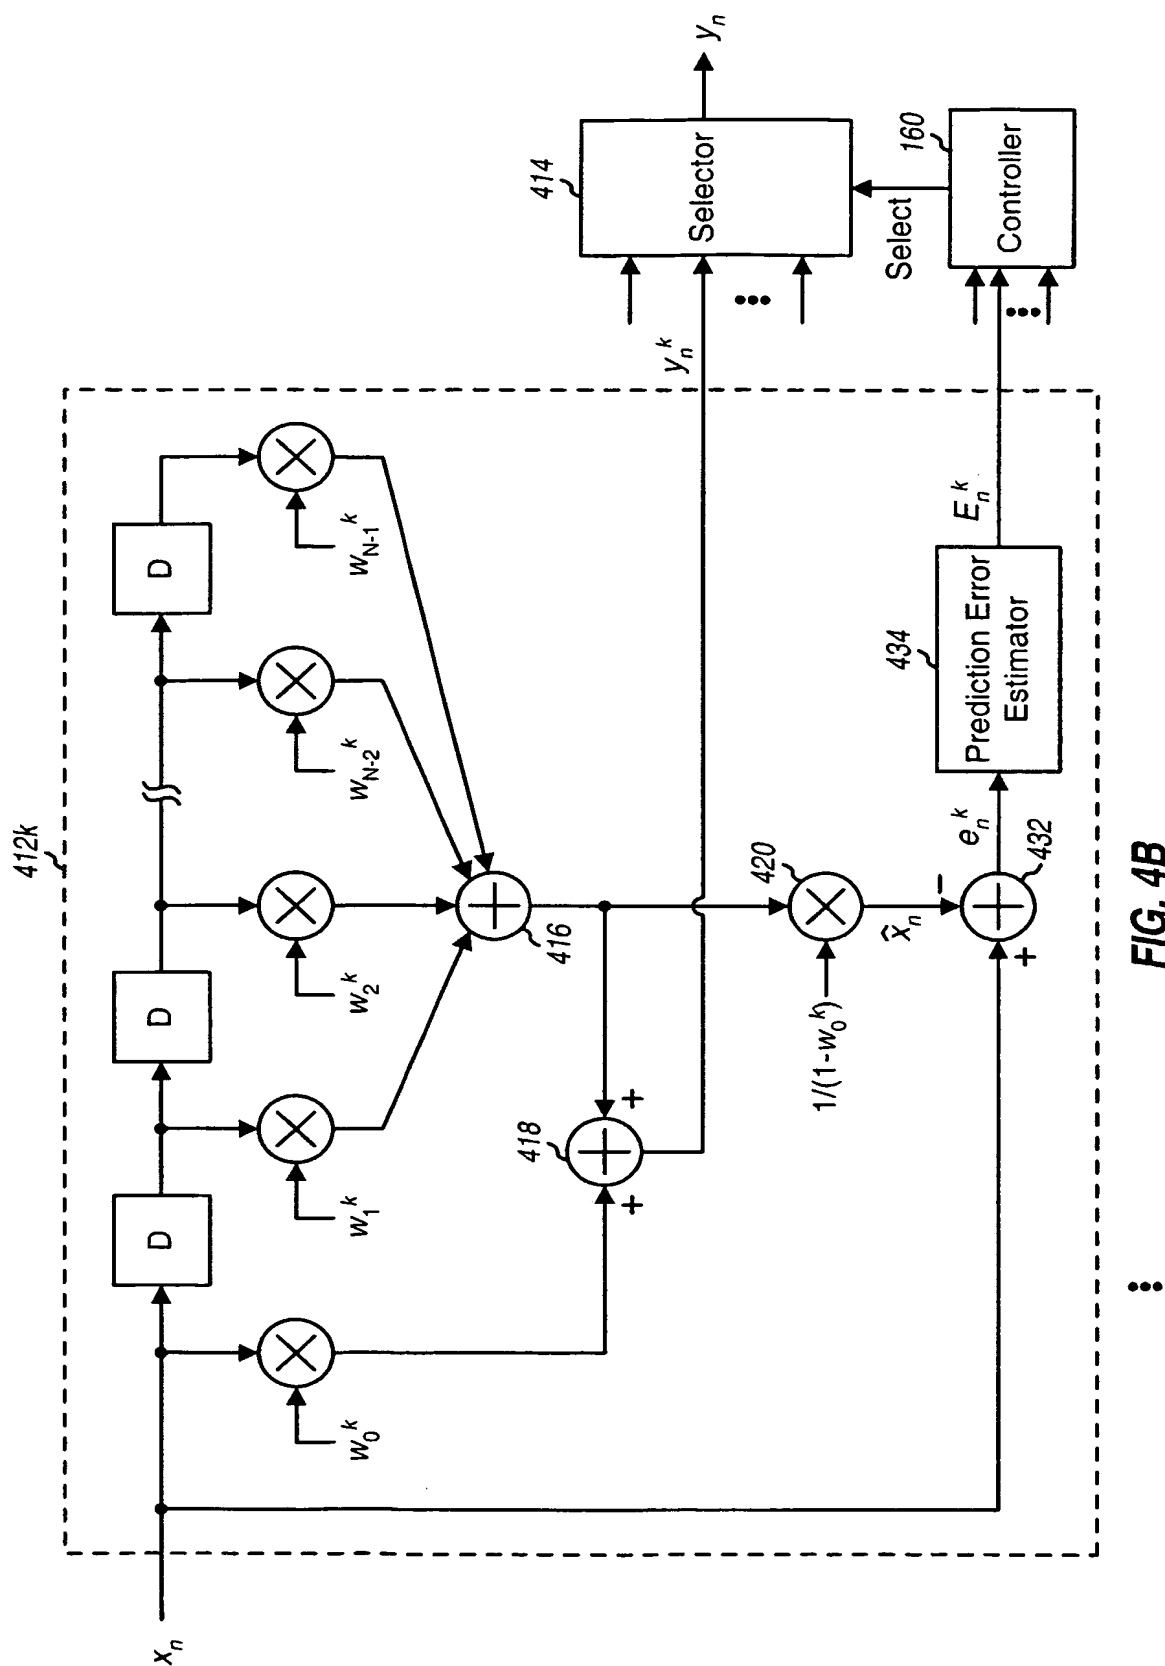 412k
x_n
D
D
D
w_0^k
w_1^k
w_2^k
w_{N-2}^k
w_{N-1}^k
416
418
+
+
y_n^k
414
Selector
y_n
Select
160
Controller
1/(1-w_0^k)
420
x̂_n
-
+
432
e_n^k
434
Prediction Error
Estimator
E_n^k
FIG. 4B